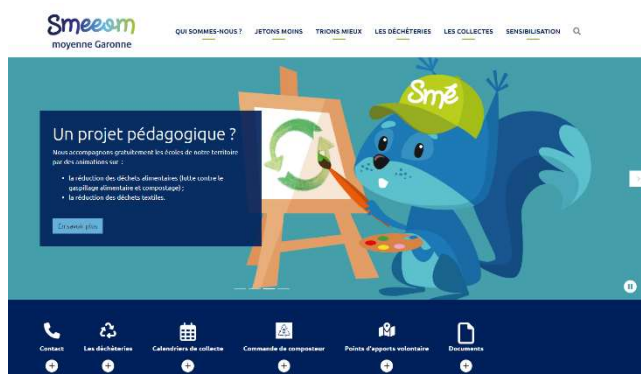 Smeeom
moyenne Garonne
QUI SOMMES-NOUS ? JETONS MOINS TRIONS MIEUX LES DÉCHÈTERIES LES COLLECTES SENSIBILISATION
Smé
Un projet pédagogique ?
Nous accompagnons gratuitement les écoles de notre territoire
par des animations sur :
• la réduction des déchets alimentaires (lutte contre le
gaspillage alimentaire et compostage) ;
• la réduction des déchets textiles.
En savoir plus
Contact Les déchèteries Calendriers de collecte Commande de composteur Points d'apports volontaire Documents